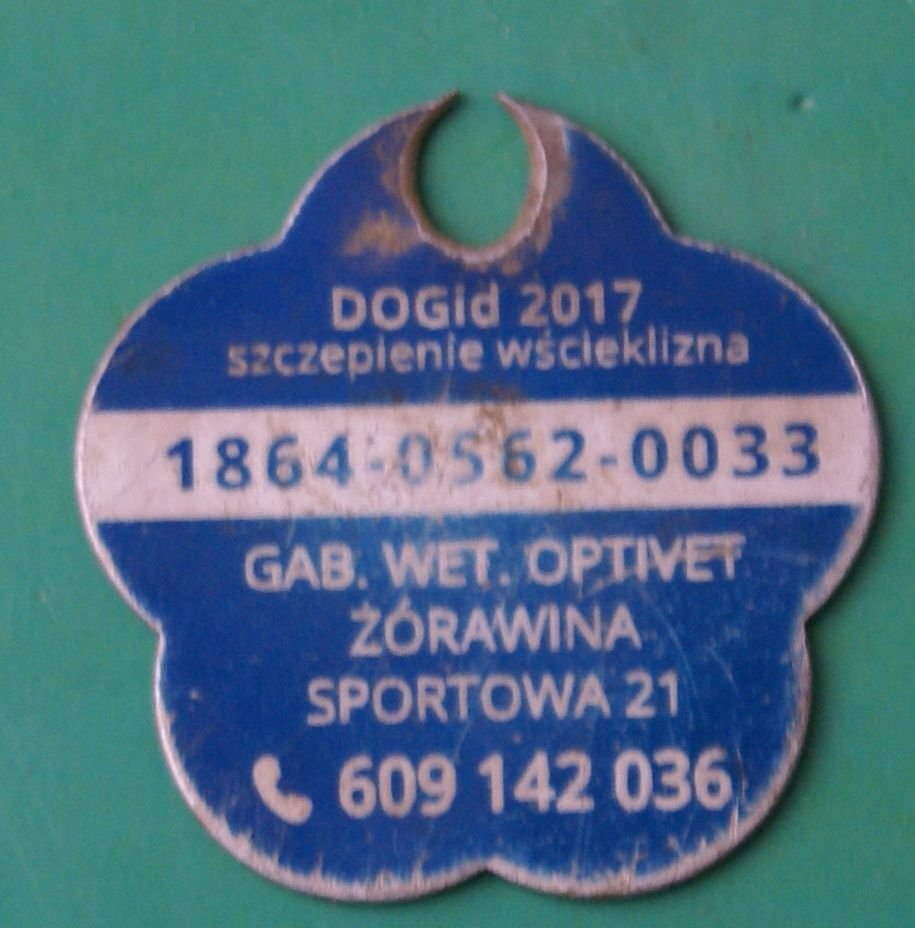 DOGid 2017
szczepienie wścieklizna
1864-0562-0033
GAB. WET. OPTIVET
ŻÓRAWINA
SPORTOWA 21
609 142 036